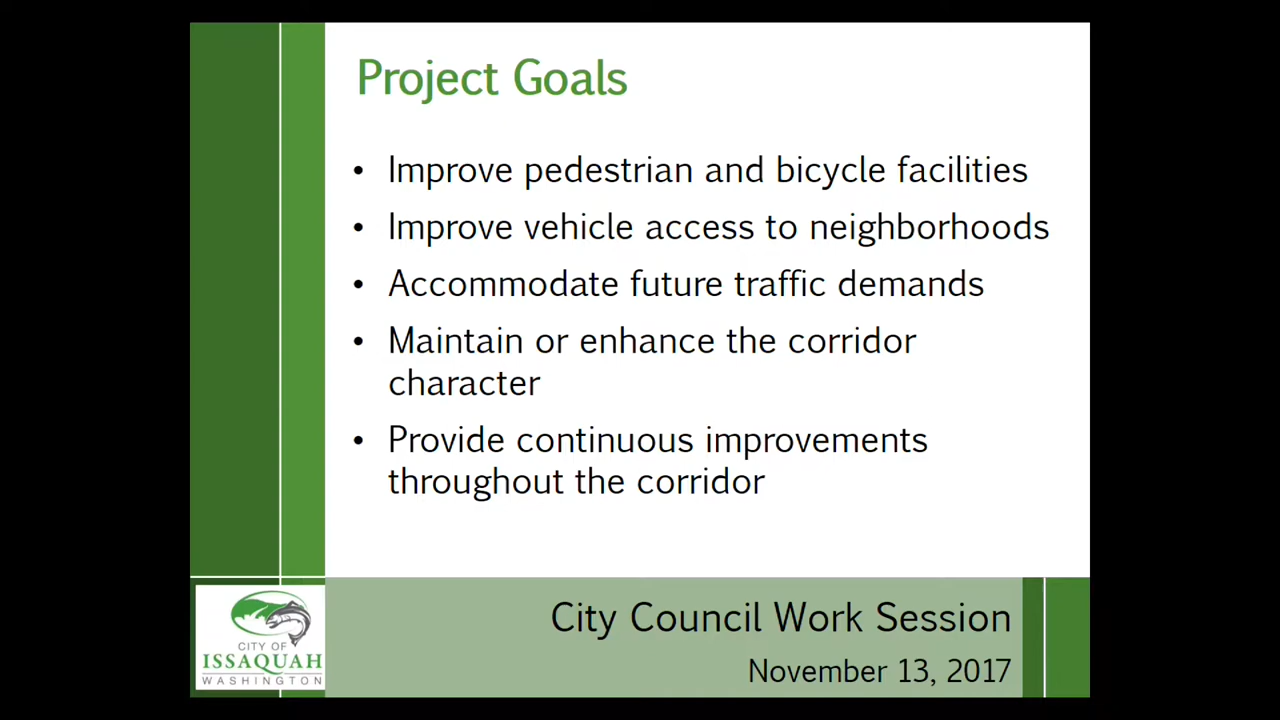 Project Goals
• Improve pedestrian and bicycle facilities
• Improve vehicle access to neighborhoods
• Accommodate future traffic demands
• Maintain or enhance the corridor
character
• Provide continuous improvements
throughout the corridor
City Council Work Session
November 13, 2017
CITY OF
ISSAQUAH
WASHINGTON